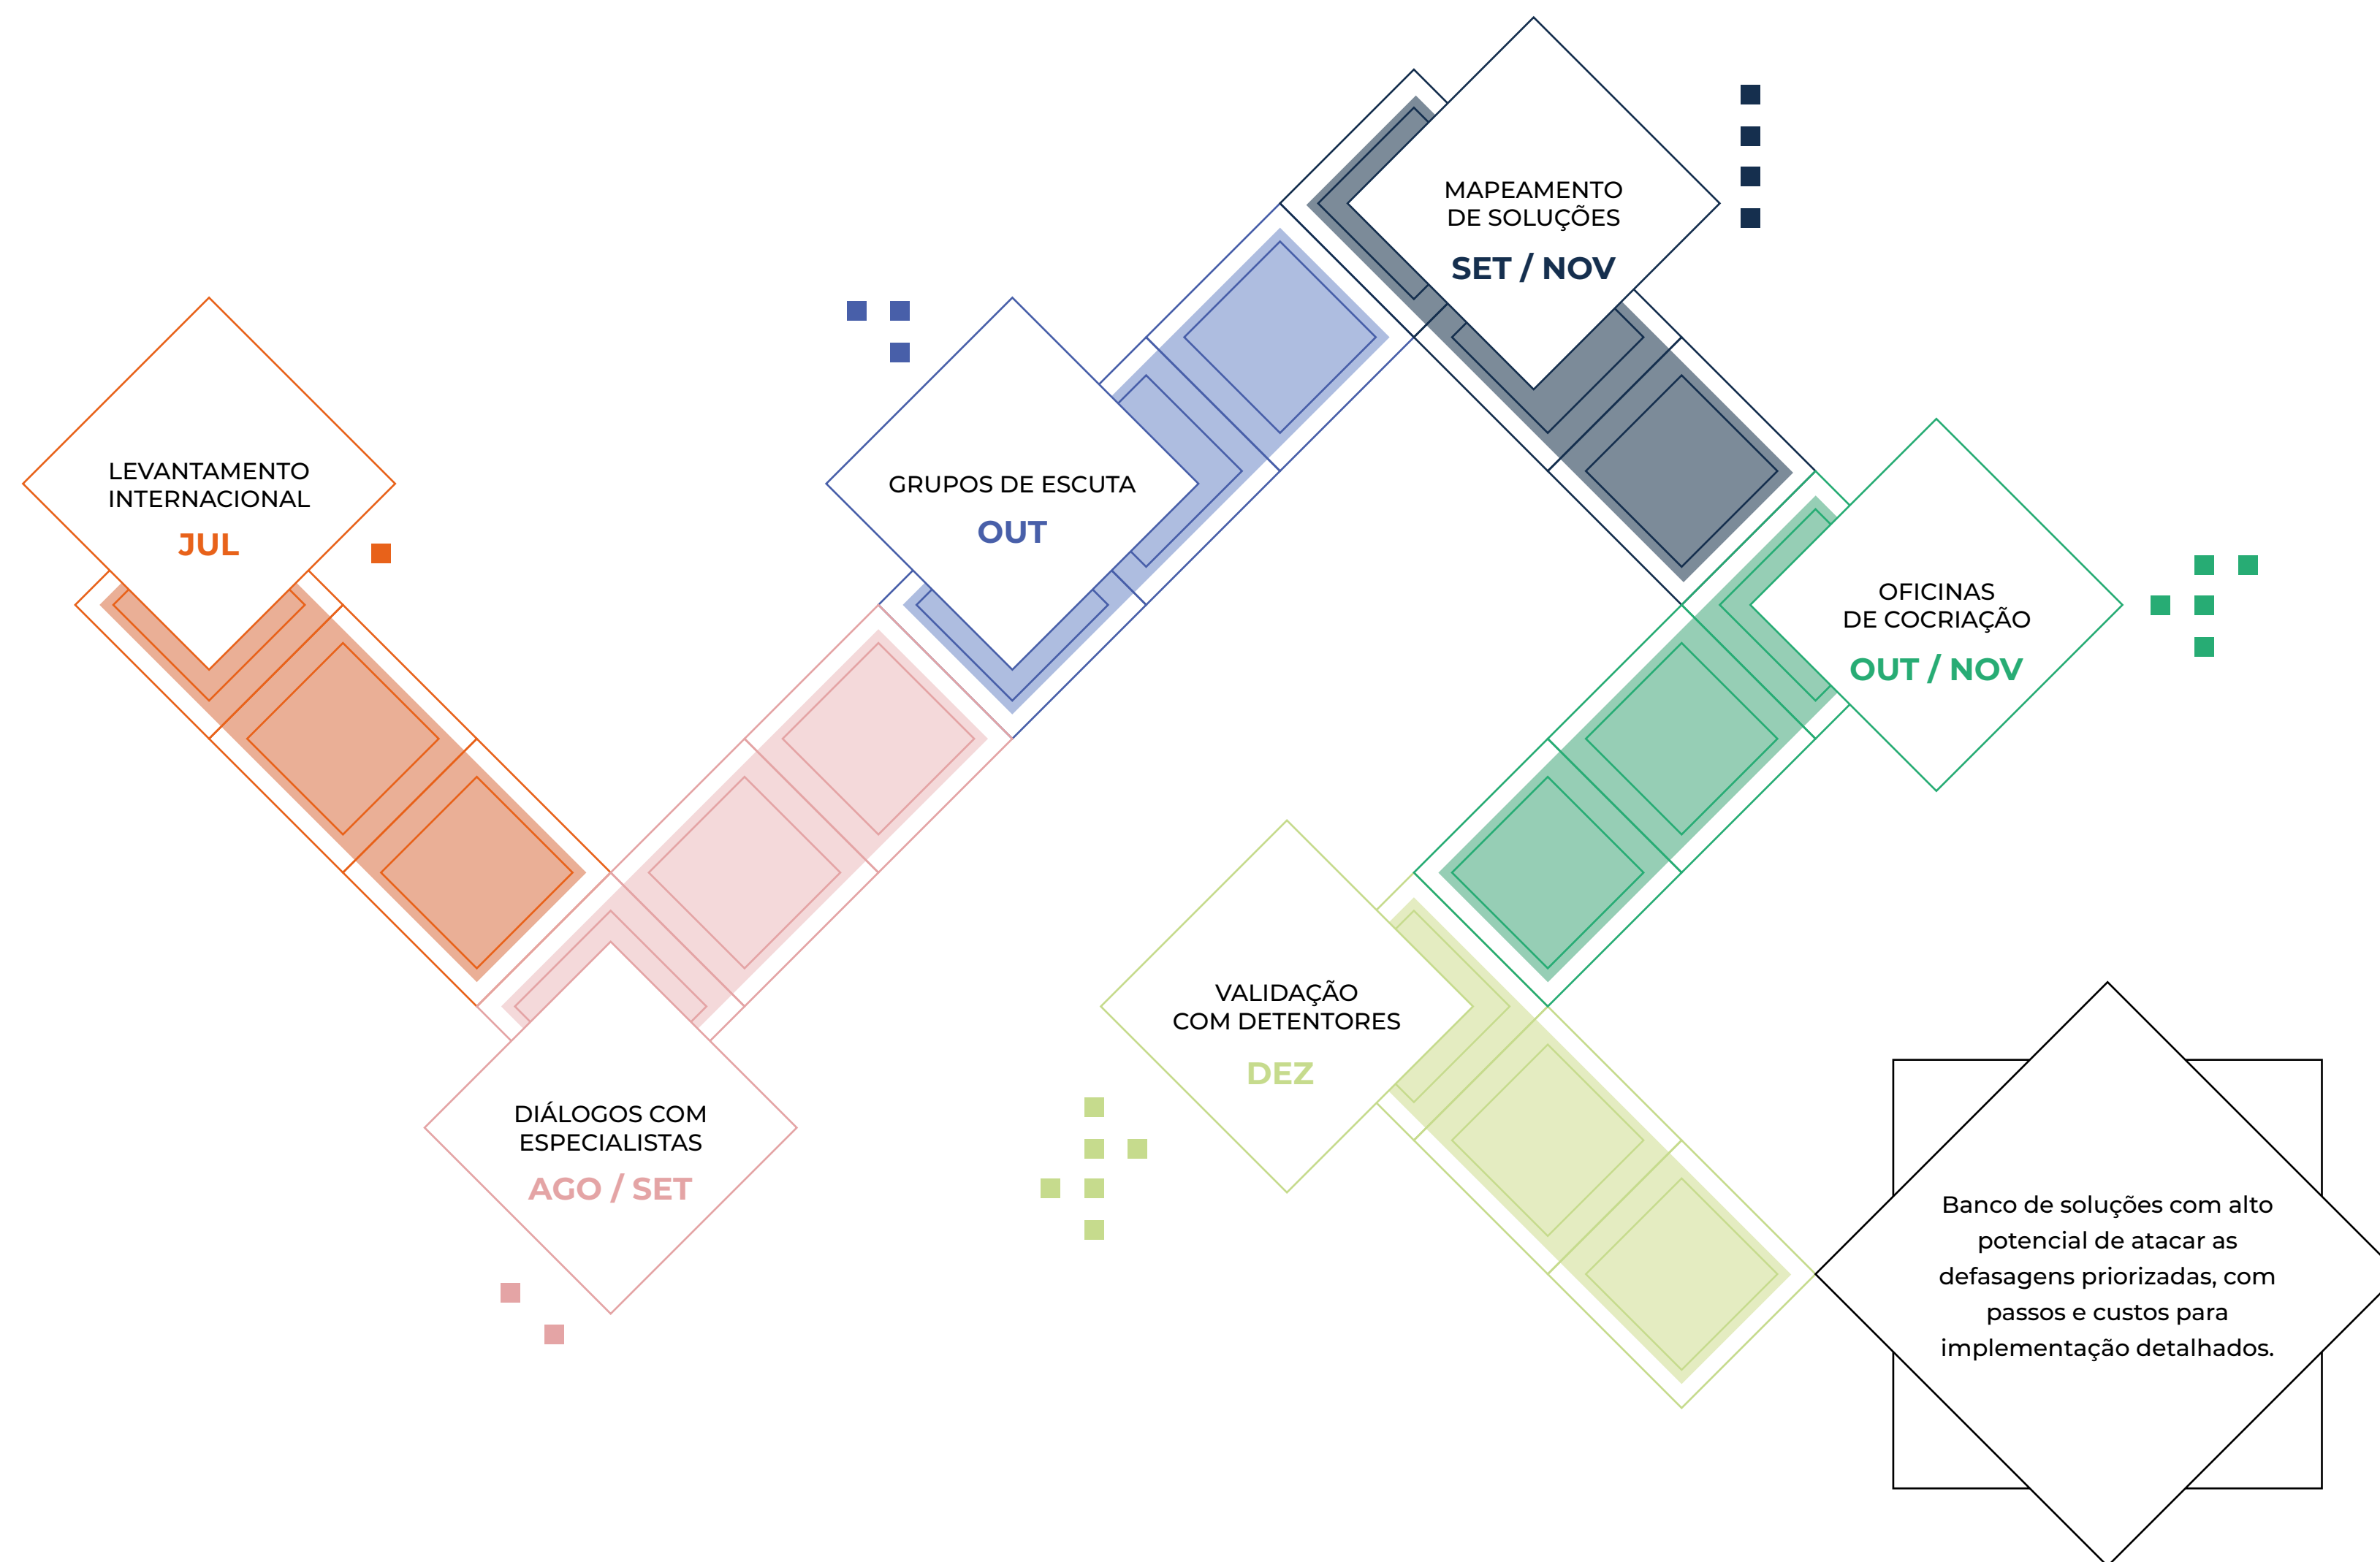 LEVANTAMENTO
INTERNACIONAL
JUL
DIÁLOGOS COM
ESPECIALISTAS
AGO / SET
GRUPOS DE ESCUTA
OUT
MAPEAMENTO
DE SOLUÇÕES
SET / NOV
OFICINAS
DE COCRIAÇÃO
OUT / NOV
VALIDAÇÃO
COM DETENTORES
DEZ
Banco de soluções com alto
potencial de atacar as
defasagens priorizadas, com
passos e custos para
implementação detalhados.